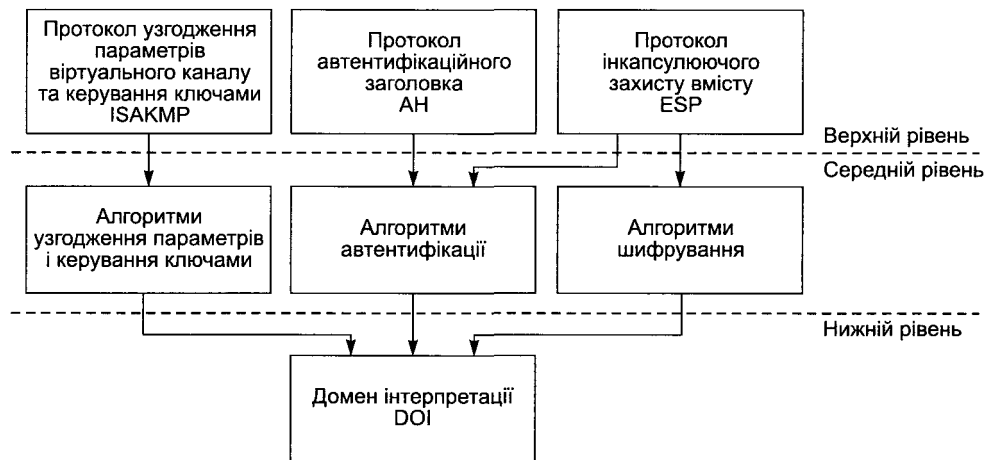 Протокол узгодження
параметрів
віртуального каналу
та керування ключами
ISAKMP
Протокол
автентифікаційного
заголовка
AH
Протокол
інкапсулюючого
захисту вмісту
ESP
Верхній рівень
Середній рівень
Алгоритми
узгодження параметрів
і керування ключами
Алгоритми
автентифікації
Алгоритми
шифрування
Нижній рівень
Домен інтерпретації
DOI